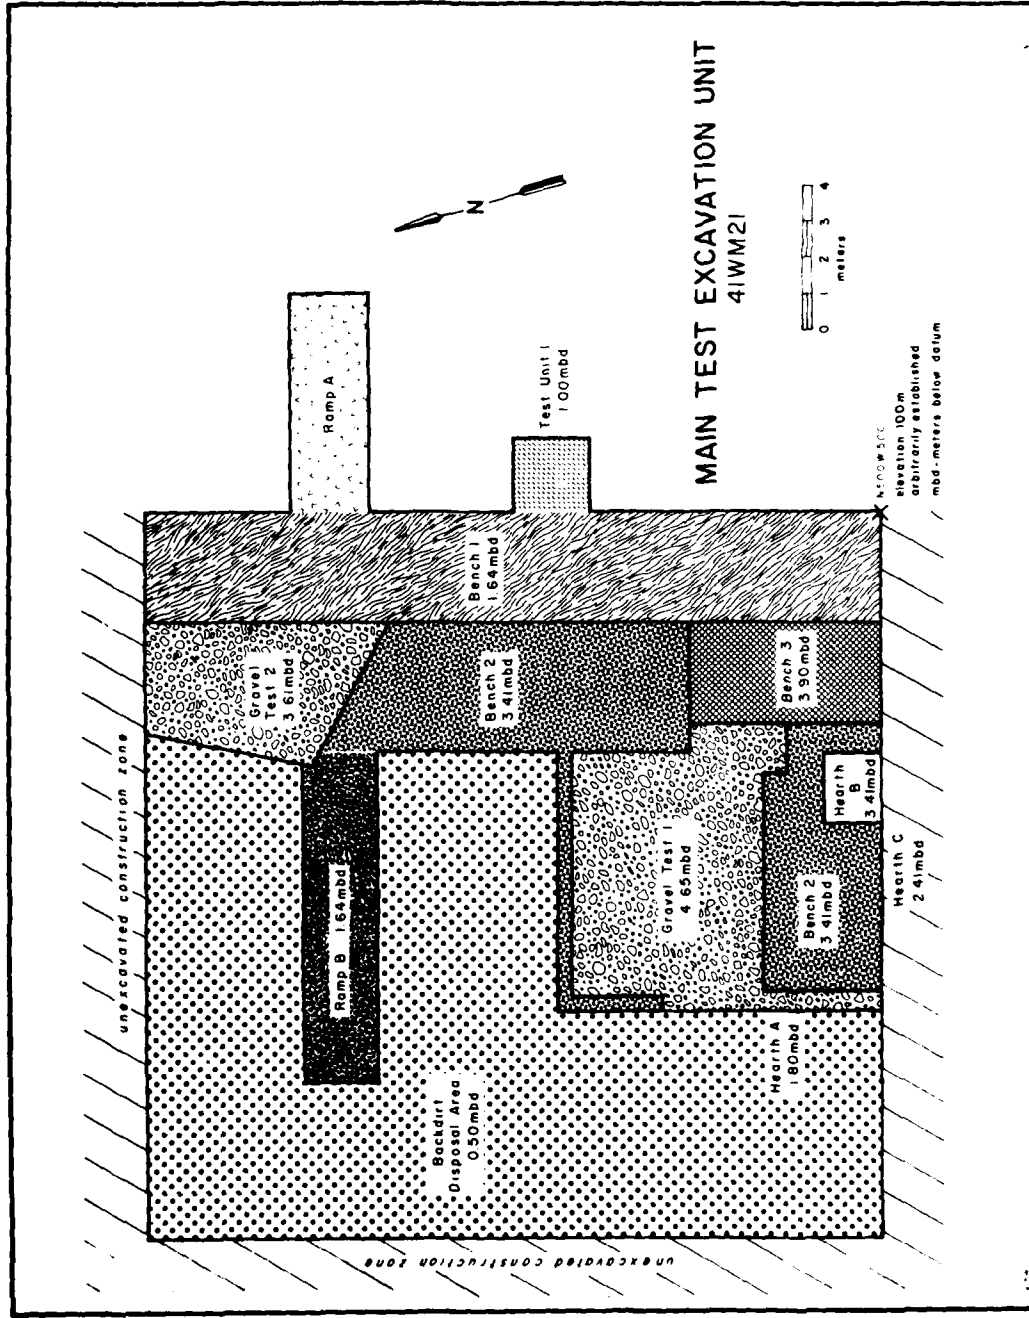 unexcavated construction zone
Ramp A
Gravel
Test 2
3.61mbd
Bench 1
1.64mbd
Test Unit 1
1.00mbd
N
Ramp B 1.64mbd
Bench 2
3.41mbd
Backdirt
Disposal Area
0.50mbd
Gravel Test 1
4.65mbd
Bench 3
3.90mbd
Hearth
B
3.41mbd
Bench 2
3.41mbd
Hearth A
1.80mbd
Hearth C
2.41mbd
unexcavated construction zone
MAIN TEST EXCAVATION UNIT
41WM21
0 1 2 3 4
meters
elevation 100m
arbitrarily established
mbd-meters below datum